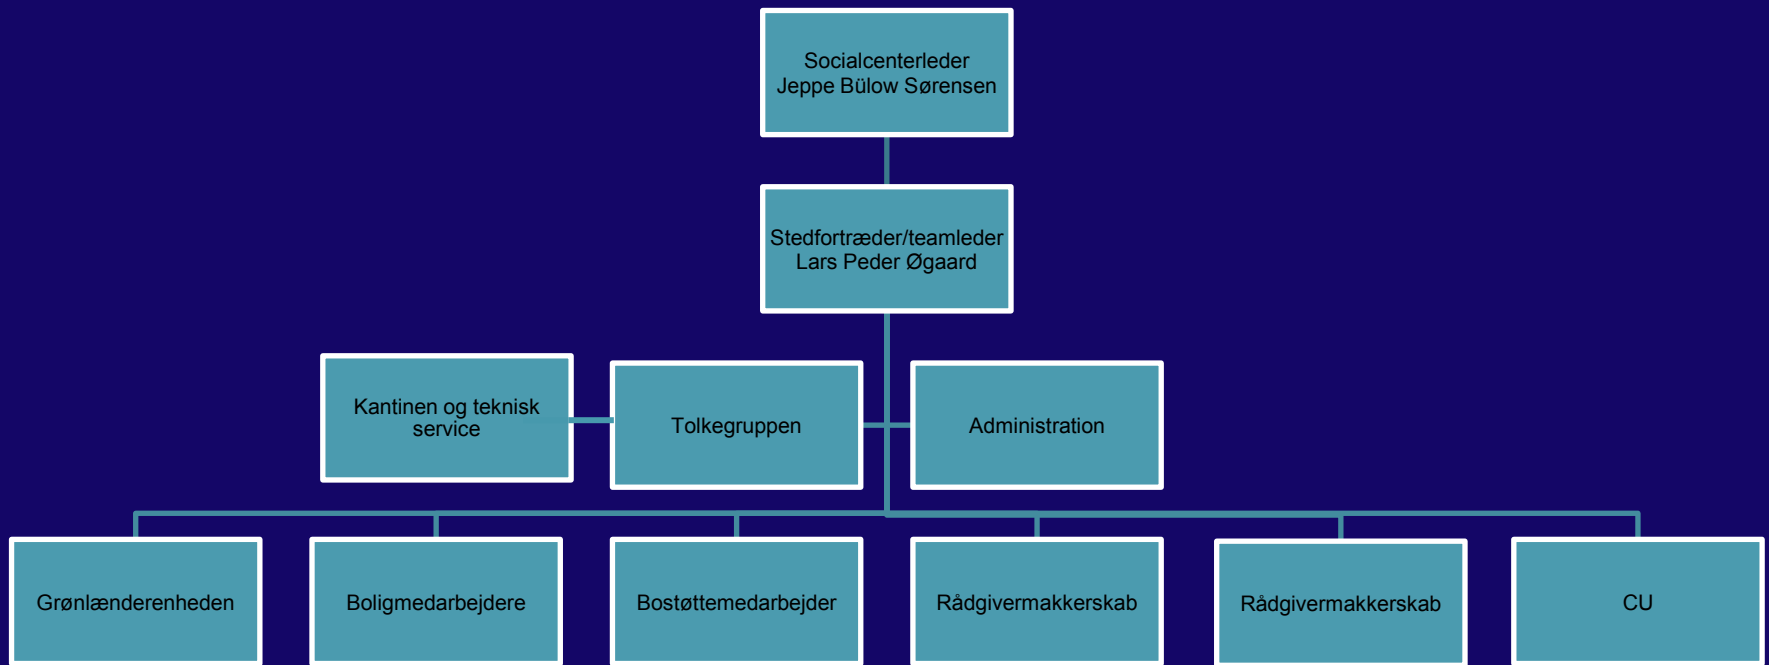 Socialcenterleder
Jeppe Bülow Sørensen
Stedfortræder/teamleder
Lars Peder Øgaard
Kantinen og teknisk
service
Tolkegruppen
Administration
Grønlænderenheden
Boligmedarbejdere
Bostøttemedarbejder
Rådgivermakkerskab
Rådgivermakkerskab
CU